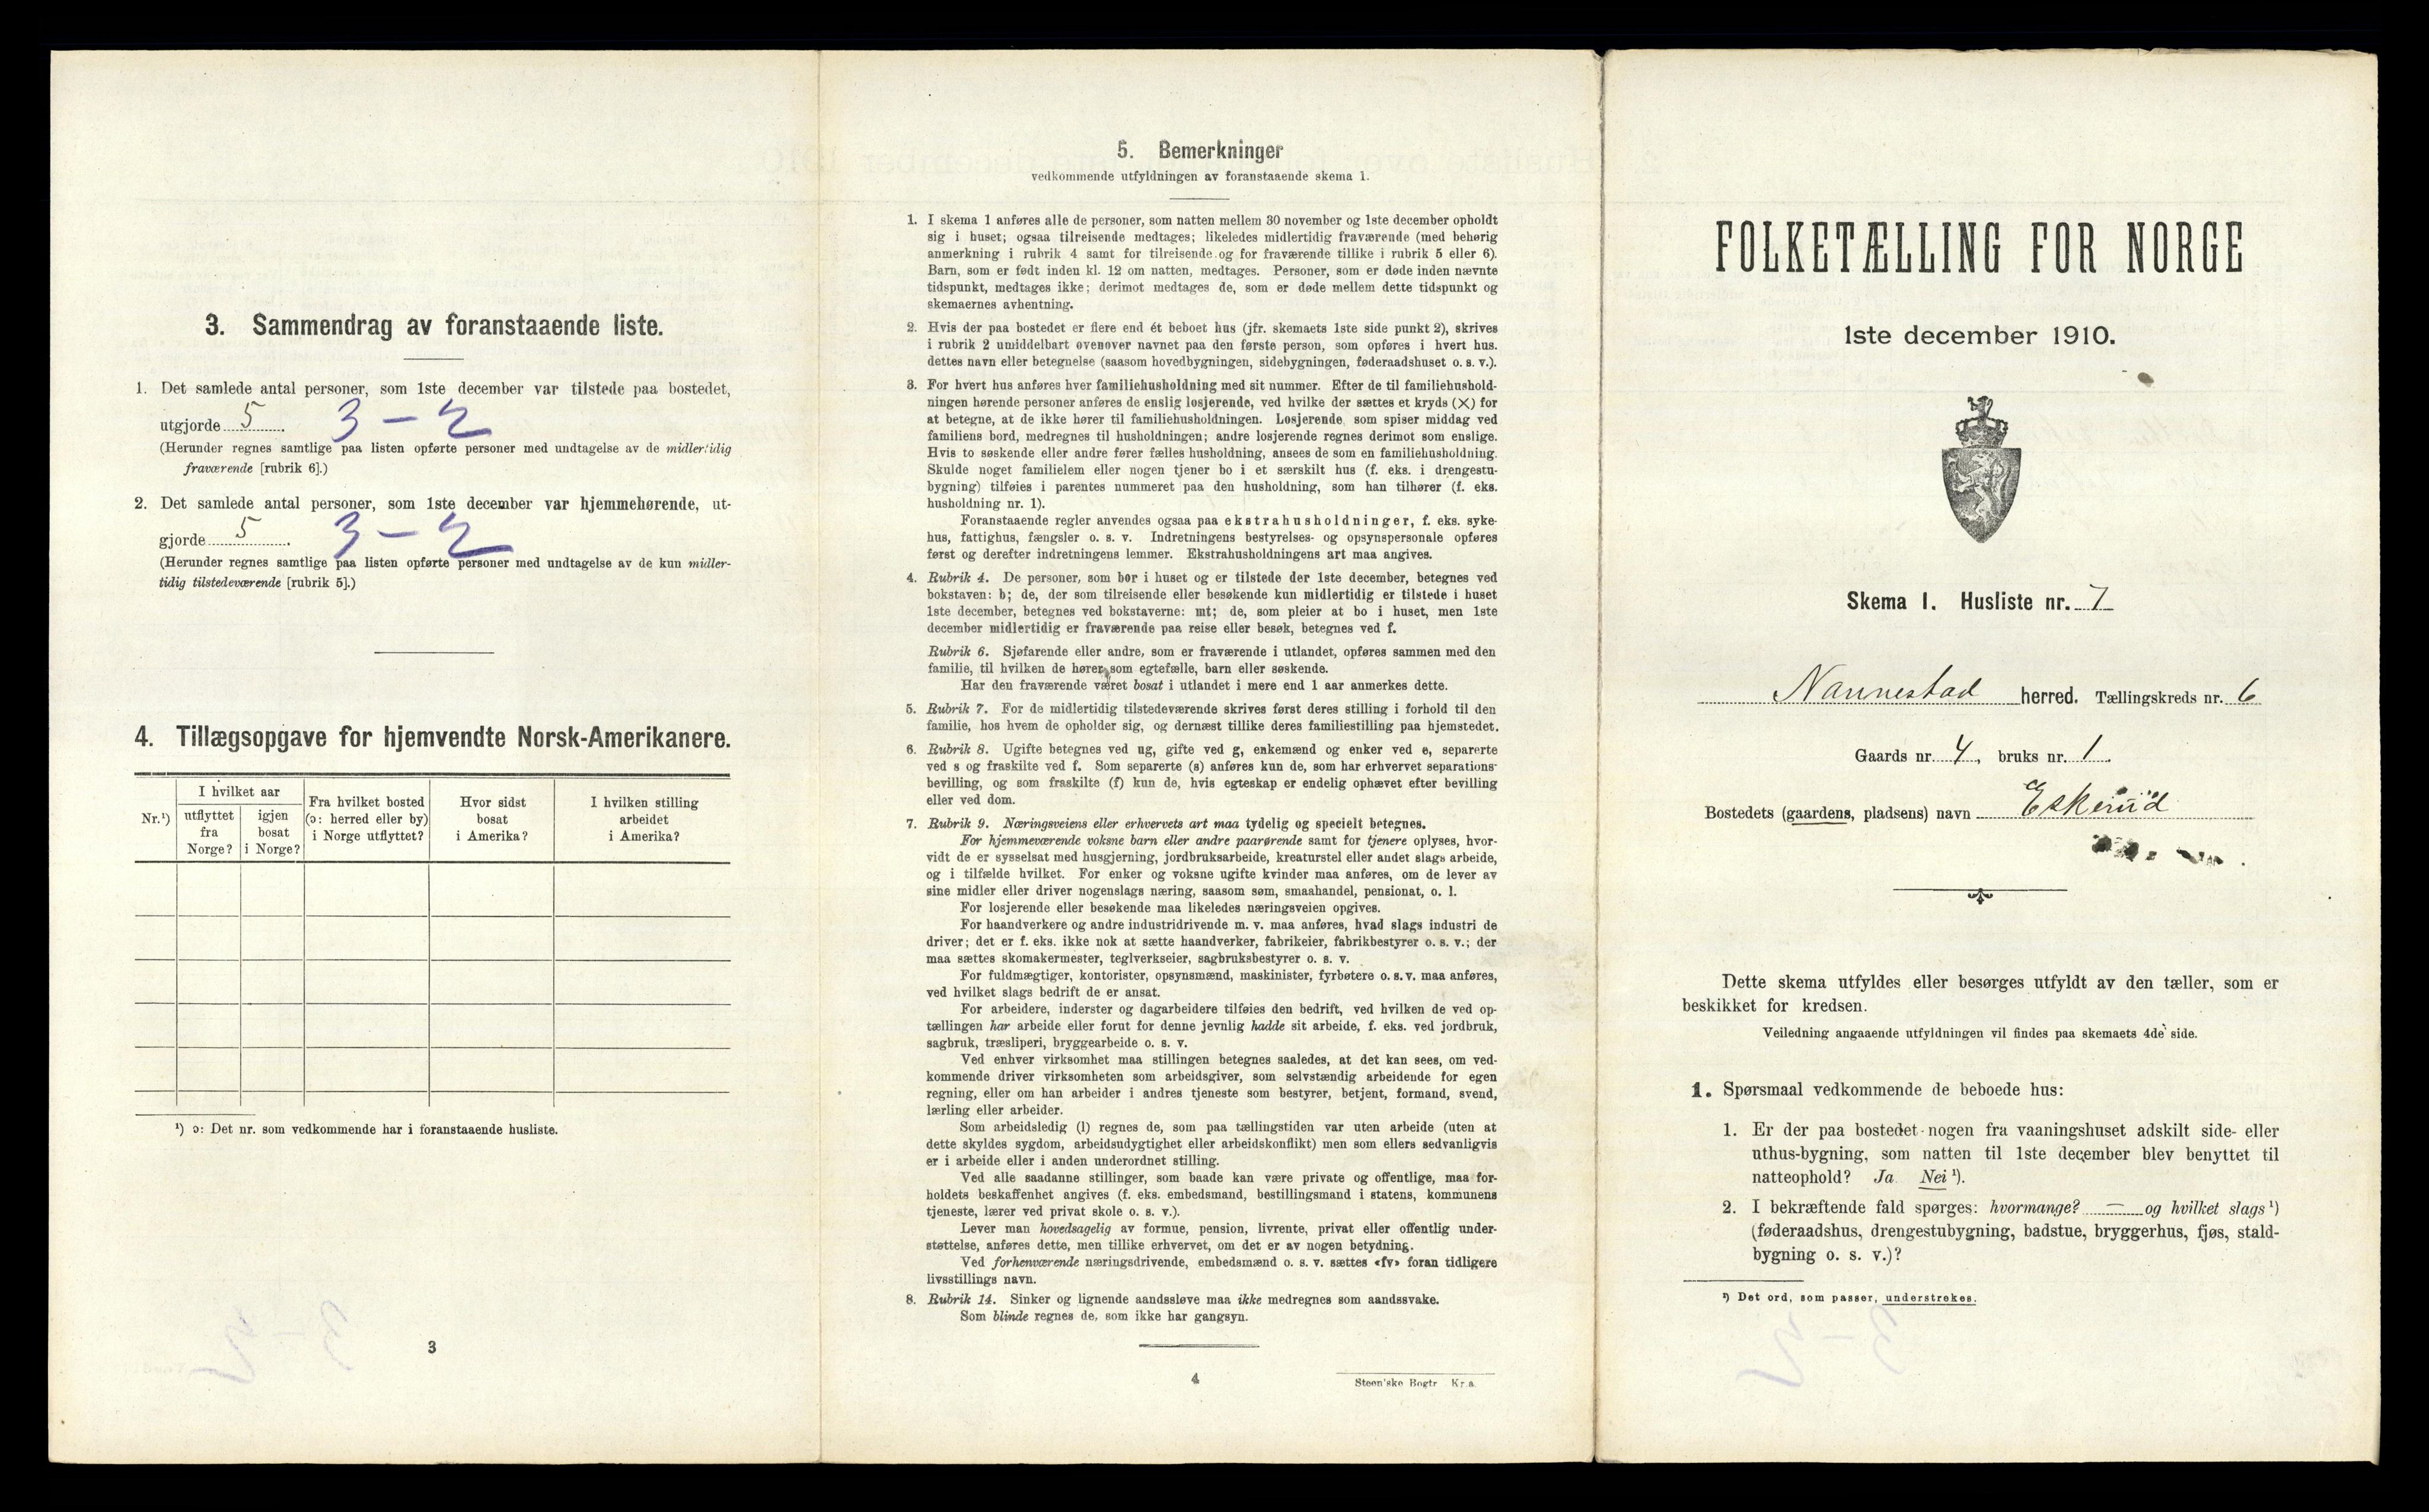 3. Sammendrag av foranstaaende liste.
1. Det samlede antal personer, som 1ste december var tilstede paa bostedet,
utgjorde 5. 3 – 2
(Herunder regnes samtlige paa listen opførte personer med undtagelse av de midlertidig
fraværende [rubrik 6].)
2. Det samlede antal personer, som 1ste december var hjemmehørende, ut-
gjorde 5. 3 – 2
(Herunder regnes samtlige paa listen opførte personer med undtagelse av de kun midler-
tidig tilstedeværende [rubrik 5].)
4. Tillægsopgave for hjemvendte Norsk-Amerikanere.
Nr.¹)
I hvilket aar
utflyttet
fra
Norge?
igjen
bosat
i Norge?
Fra hvilket bosted
(ɔ: herred eller by)
i Norge utflyttet?
Hvor sidst
bosat
i Amerika?
I hvilken stilling
arbeidet
i Amerika?
¹) ɔ: Det nr. som vedkommende har i foranstaaende husliste.
3
5. Bemerkninger
vedkommende utfyldningen av foranstaaende skema 1.
1. I skema 1 anføres alle de personer, som natten mellem 30 november og 1ste december opholdt
sig i huset; ogsaa tilreisende medtages; likeledes midlertidig fraværende (med behørig
anmerkning i rubrik 4 samt for tilreisende og for fraværende tillike i rubrik 5 eller 6).
Barn, som er født inden kl. 12 om natten, medtages. Personer, som er døde inden nævnte
tidspunkt, medtages ikke; derimot medtages de, som er døde mellem dette tidspunkt og
skemaernes avhentning.
2. Hvis der paa bostedet er flere end ét beboet hus (jfr. skemaets 1ste side punkt 2), skrives
i rubrik 2 umiddelbart ovenover navnet paa den første person, som opføres i hvert hus.
dettes navn eller betegnelse (saasom hovedbygningen, sidebygningen, føderaadshuset o. s. v.).
3. For hvert hus anføres hver familiehusholdning med sit nummer. Efter de til familiehushold-
ningen hørende personer anføres de enslig losjerende, ved hvilke der sættes et kryds (×) for
at betegne, at de ikke hører til familiehusholdningen. Losjerende som spiser middag ved
familiens bord, medregnes til husholdningen; andre losjerende regnes derimot som enslige.
Hvis to søskende eller andre fører fælles husholdning, ansees de som en familiehusholdning.
Skulde noget familielem eller nogen tjener bo i et særskilt hus (f. eks. i drengestu-
bygning) tilføies i parentes nummeret paa den husholdning, som han tilhører (f. eks.
husholdning nr. 1).
Foranstaaende regler anvendes ogsaa paa ekstrahusholdninger, f. eks. syke-
hus, fattighus, fængsler o. s. v. Indretningens bestyrelses- og opsynspersonale opføres
først og derefter indretningens lemmer. Ekstrahusholdningens art maa angives.
4. Rubrik 4. De personer, som bor i huset og er tilstede der 1ste december, betegnes ved
bokstaven: b; de, der som tilreisende eller besøkende kun midlertidig er tilstede i huset
1ste december, betegnes ved bokstaverne: mt; de, som pleier at bo i huset, men 1ste
december midlertidig er fraværende paa reise eller besøk, betegnes ved f.
Rubrik 6. Sjøfarende eller andre, som er fraværende i utlandet, opføres sammen med den
familie, til hvilken de hører som egtefælle, barn eller søskende.
Har den fraværende været bosat i utlandet i mere end 1 aar anmerkes dette.
5. Rubrik 7. For de midlertidig tilstedeværende skrives først deres stilling i forhold til den
familie, hos hvem de opholder sig, og dernæst tillike deres familiestilling paa hjemstedet.
6. Rubrik 8. Ugifte betegnes ved ug, gifte ved g, enkemænd og enker ved e, separerte
ved s og fraskilte ved f. Som separerte (s) anføres kun de, som har erhvervet separations-
bevilling, og som fraskilte (f) kun de, hvis egteskap er endelig ophævet efter bevilling
eller ved dom.
7. Rubrik 9. Næringsveiens eller erhvervets art maa tydelig og specielt betegnes.
For hjemmeværende voksne barn eller andre paarørende samt for tjenere oplyses, hvor-
vidt de er sysselsat med husgjerning, jordbruksarbeide, kreaturstel eller andet slags arbeide,
og i tilfælde hvilket. For enker og voksne ugifte kvinder maa anføres, om de lever av
sine midler eller driver nogenslags næring, saasom søm, smaahandel, pensionat, o. l.
For losjerende eller besøkende maa likeledes næringsveien opgives.
For haandverkere og andre industridrivende m. v. maa anføres, hvad slags industri de
driver; det er f. eks. ikke nok at sætte haandverker, fabrikeier, fabrikbestyrer o. s. v.; der
maa sættes skomakermester, teglverkseier, sagbruksbestyrer o. s. v.
For fuldmægtiger, kontorister, opsynsmænd, maskinister, fyrbøtere o. s. v. maa anføres,
ved hvilket slags bedrift de er ansat.
For arbeidere, inderster og dagarbeidere tilføies den bedrift, ved hvilken de ved op-
tællingen har arbeide eller forut for denne jevnlig hadde sit arbeide, f. eks. ved jordbruk,
sagbruk, træsliperi, bryggearbeide o. s. v.
Ved enhver virksomhet maa stillingen betegnes saaledes, at det kan sees, om ved-
kommende driver virksomheten som arbeidsgiver, som selvstændig arbeidende for egen
regning, eller om han arbeider i andres tjeneste som bestyrer, betjent, formand, svend,
lærling eller arbeider.
Som arbeidsledig (l) regnes de, som paa tællingstiden var uten arbeide (uten at
dette skyldes sygdom, arbeidsudygtighet eller arbeidskonflikt) men som ellers sedvanligvis
er i arbeide eller i anden underordnet stilling.
Ved alle saadanne stillinger, som baade kan være private og offentlige, maa for-
holdets beskaffenhet angives (f. eks. embedsmand, bestillingsmand i statens, kommunens
tjeneste, lærer ved privat skole o. s. v.).
Lever man hovedsagelig av formue, pension, livrente, privat eller offentlig under-
støttelse, anføres dette, men tillike erhvervet, om det er av nogen betydning.
Ved forhenværende næringsdrivende, embedsmænd o. s. v. sættes «fv» foran tidligere
livsstillings navn.
8. Rubrik 14. Sinker og lignende aandssløve maa ikke medregnes som aandssvake.
Som blinde regnes de, som ikke har gangsyn.
4
Steen'ske Bogtr. Kr.a.
FOLKETÆLLING FOR NORGE
1ste december 1910.
Skema I. Husliste nr. 7
Nannestad herred. Tællingskreds nr. 6
Gaards nr. 4, bruks nr. 1.
Bostedets (gaardens, pladsens) navn Eskerud
Dette skema utfyldes eller besørges utfyldt av den tæller, som er
beskikket for kredsen.
Veiledning angaaende utfyldningen vil findes paa skemaets 4de side.
1. Spørsmaal vedkommende de beboede hus:
1. Er der paa bostedet nogen fra vaaningshuset adskilt side- eller
uthus-bygning, som natten til 1ste december blev benyttet til
natteophold? Ja Nei ¹).
2. I bekræftende fald spørges: hvormange? — og hvilket slags ¹)
(føderaadshus, drengestubygning, badstue, bryggerhus, fjøs, stald-
bygning o. s. v.)?
¹) Det ord, som passer, understrekes.